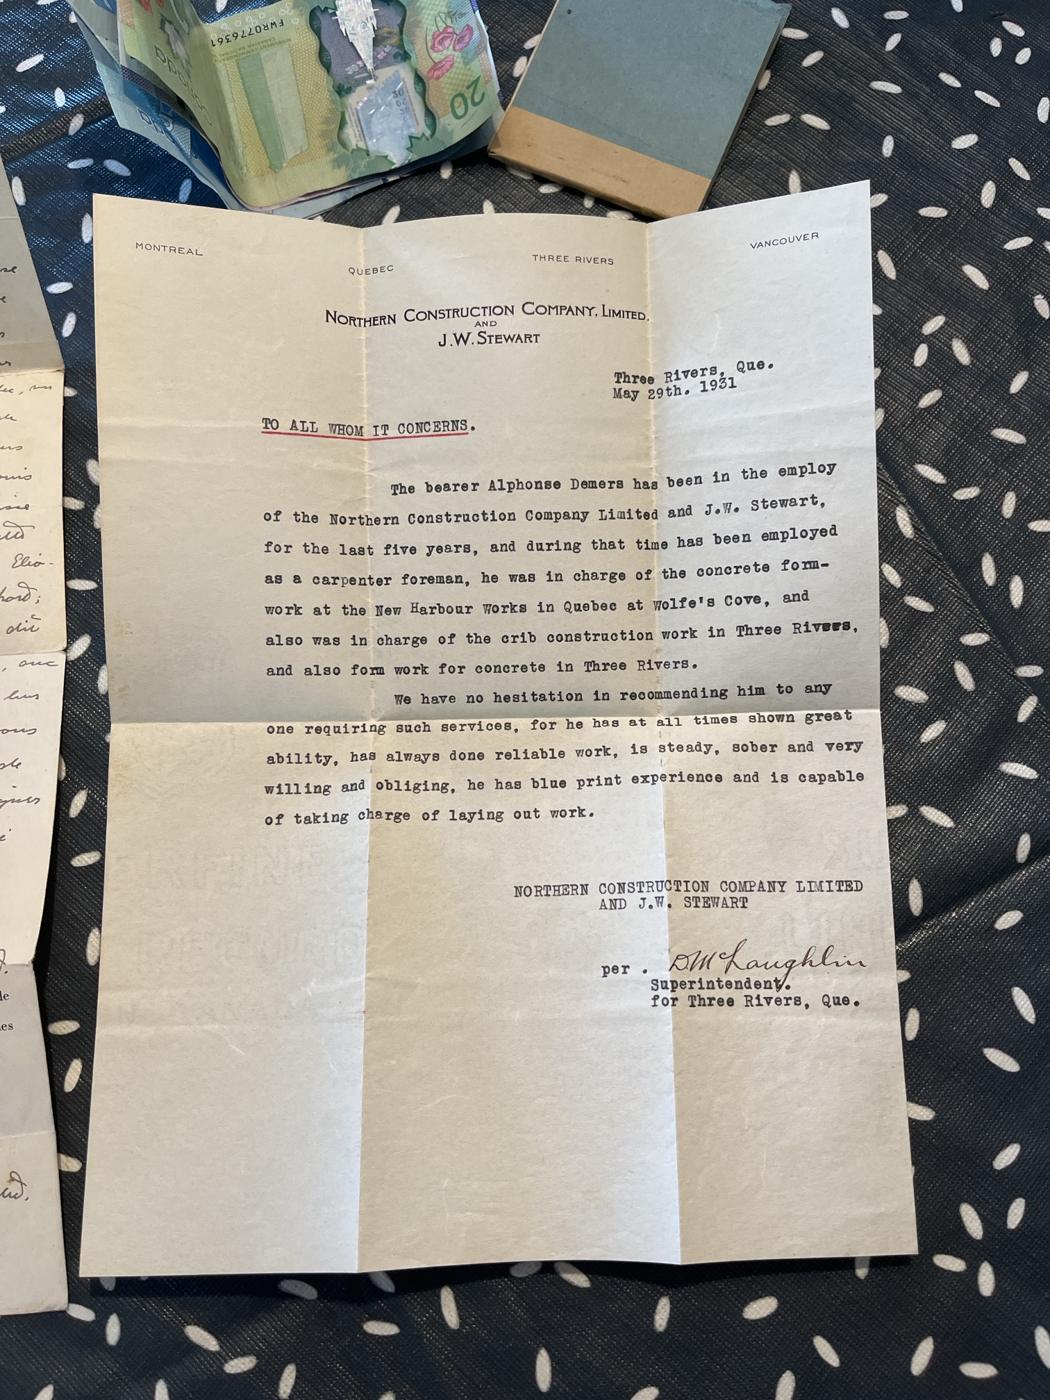 FWR0776361
20
MONTREAL
QUEBEC
THREE RIVERS
VANCOUVER
NORTHERN CONSTRUCTION COMPANY, LIMITED,
AND
J.W. STEWART
Three Rivers, Que.
May 29th. 1931
TO ALL WHOM IT CONCERNS.
The bearer Alphonse Demers has been in the employ
of the Northern Construction Company Limited and J.W. Stewart,
for the last five years, and during that time has been employed
as a carpenter foreman, he was in charge of the concrete form-
work at the New Harbour Works in Quebec at Wolfe's Cove, and
also was in charge of the crib construction work in Three Rivers,
and also form work for concrete in Three Rivers.
We have no hesitation in recommending him to any
one requiring such services, for he has at all times shown great
ability, has always done reliable work, is steady, sober and very
willing and obliging, he has blue print experience and is capable
of taking charge of laying out work.
NORTHERN CONSTRUCTION COMPANY LIMITED
AND J.W. STEWART
per . D McLaughlin
Superintendent.
for Three Rivers, Que.